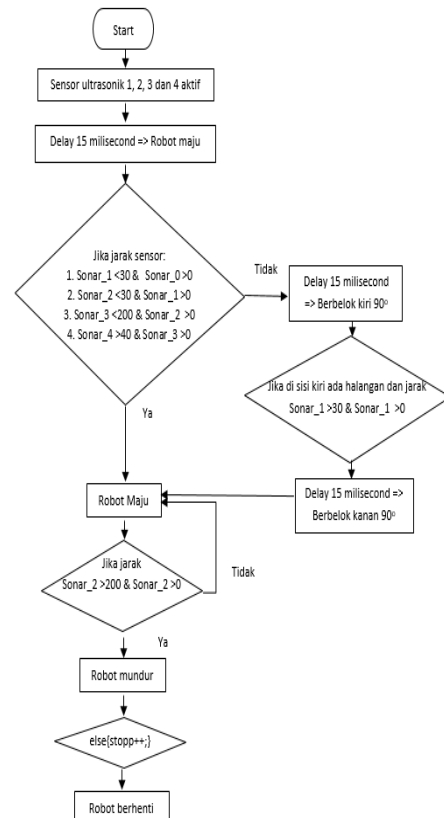 Start
Sensor ultrasonik 1, 2, 3 dan 4 aktif
Delay 15 milisecond => Robot maju
Jika jarak sensor:
1. Sonar_1 <30 & Sonar_0 >0
2. Sonar_2 <30 & Sonar_1 >0
3. Sonar_3 <200 & Sonar_2 >0
4. Sonar_4 >40 & Sonar_3 >0
Tidak
Delay 15 milisecond
=> Berbelok kiri 90°
Jika di sisi kiri ada halangan dan jarak
Sonar_1 >30 & Sonar_1 >0
Ya
Delay 15 milisecond =>
Berbelok kanan 90°
Robot Maju
Jika jarak
Sonar_2 >200 & Sonar_2 >0
Tidak
Ya
Robot mundur
else{stopp++;}
Robot berhenti